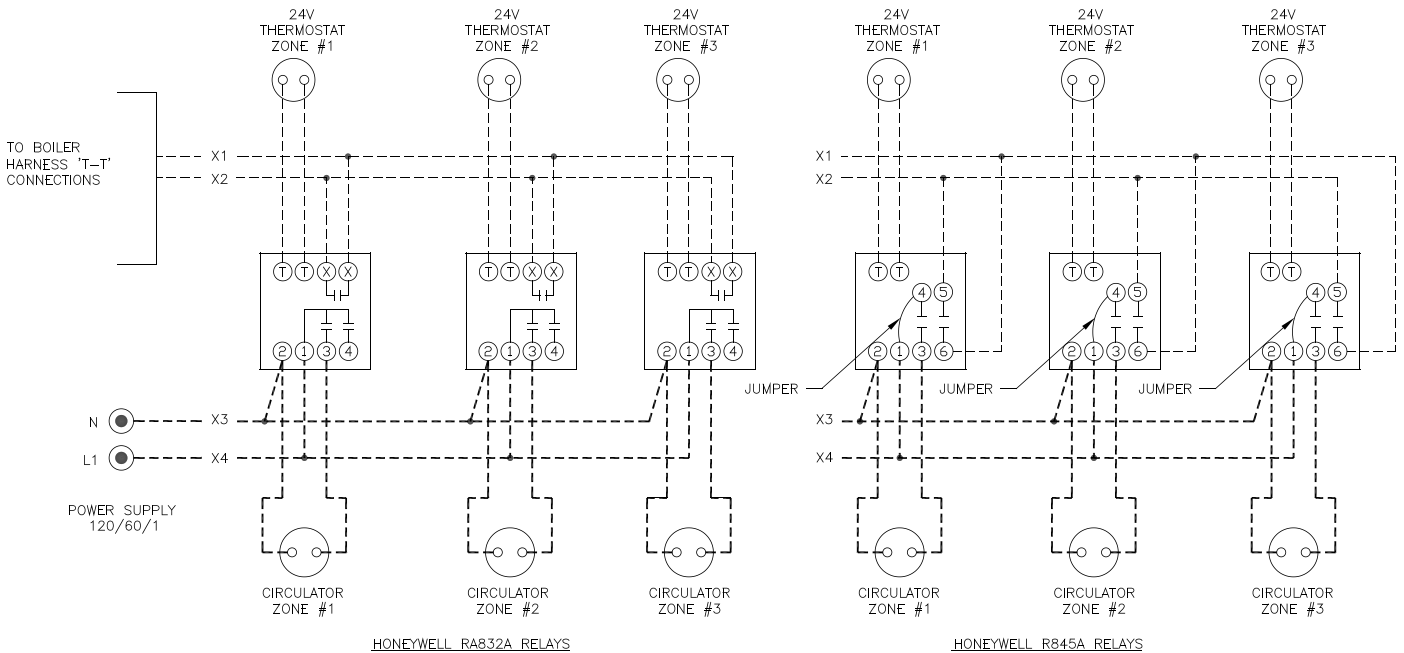 24V
THERMOSTAT
ZONE #1
24V
THERMOSTAT
ZONE #2
24V
THERMOSTAT
ZONE #3
24V
THERMOSTAT
ZONE #1
24V
THERMOSTAT
ZONE #2
24V
THERMOSTAT
ZONE #3
TO BOILER
HARNESS 'T-T'
CONNECTIONS
X1
X2
X1
X2
T T X X
T T X X
T T X X
T T
T T
T T
4 5
4 5
4 5
2 1 3 4
2 1 3 4
2 1 3 4
2 1 3 6
2 1 3 6
2 1 3 6
JUMPER
JUMPER
JUMPER
N
X3
X3
L1
X4
X4
POWER SUPPLY
120/60/1
CIRCULATOR
ZONE #1
CIRCULATOR
ZONE #2
CIRCULATOR
ZONE #3
CIRCULATOR
ZONE #1
CIRCULATOR
ZONE #2
CIRCULATOR
ZONE #3
HONEYWELL RA832A RELAYS
HONEYWELL R845A RELAYS